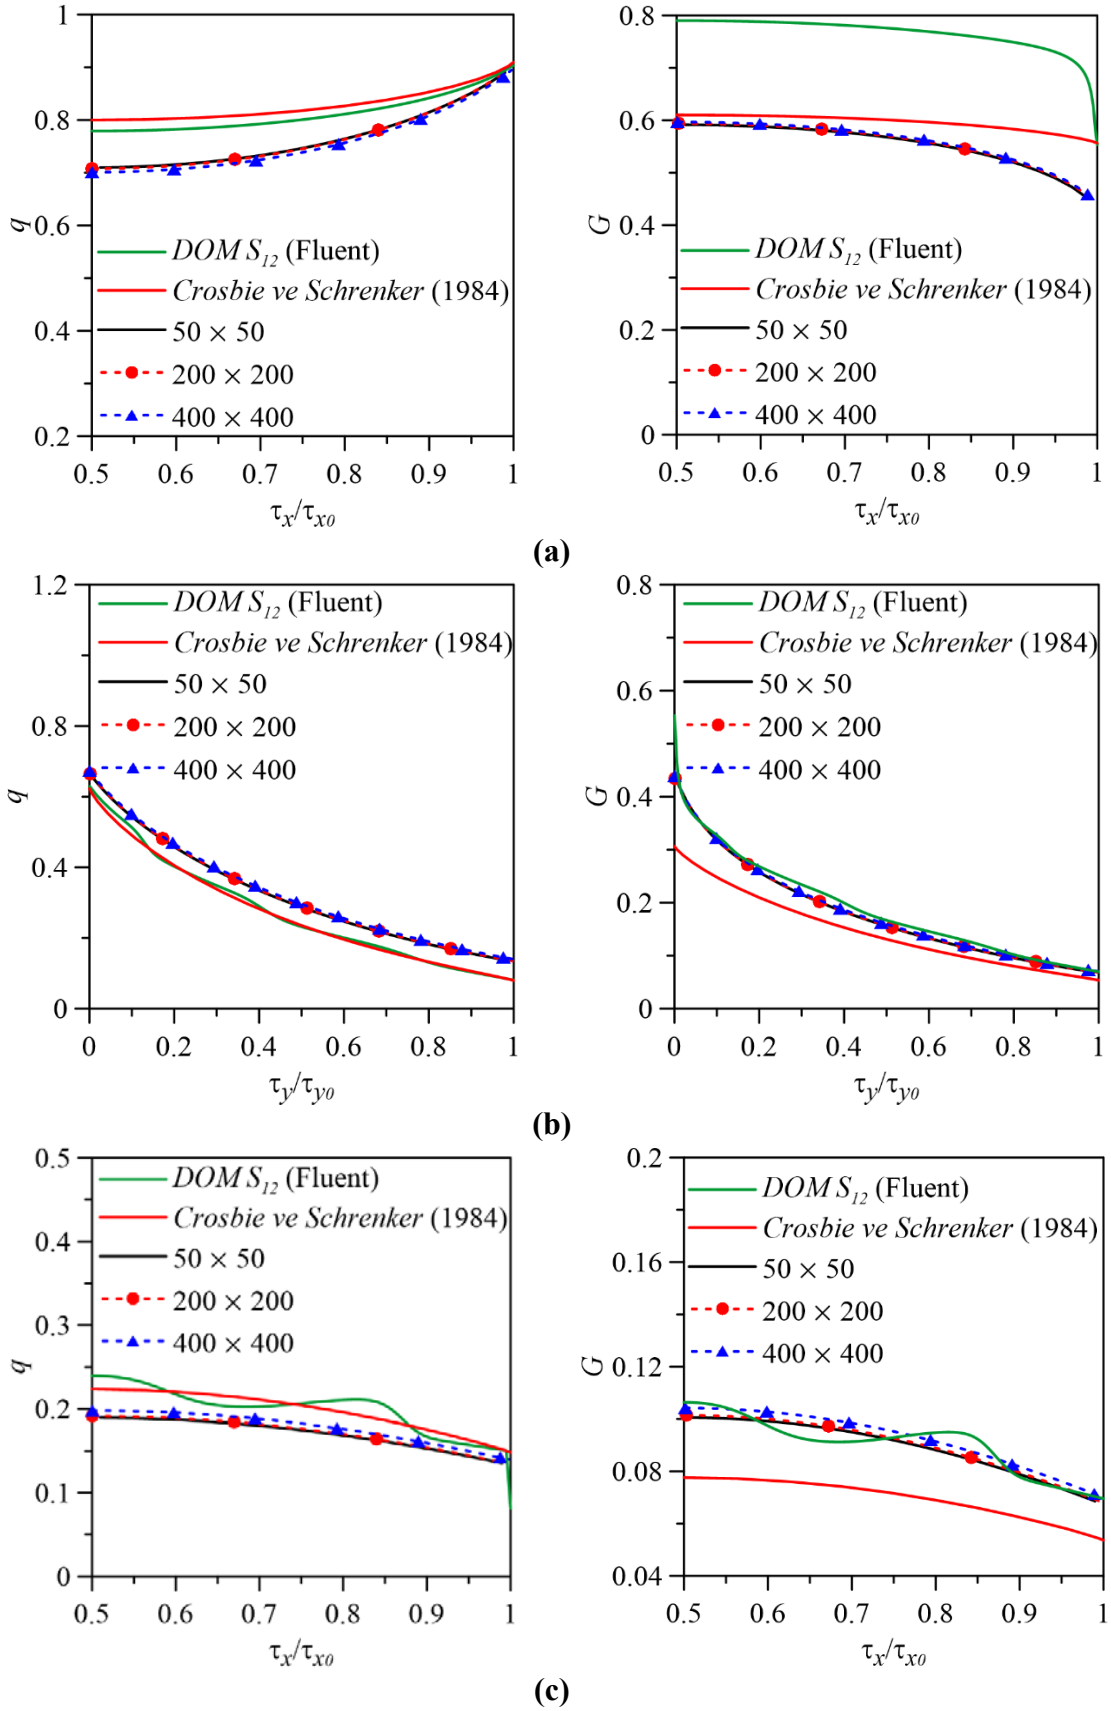 1
0.8
0.6
0.4
0.2
q
DOM S12 (Fluent)
Crosbie ve Schrenker (1984)
50 × 50
200 × 200
400 × 400
0.5 0.6 0.7 0.8 0.9 1
τx/τx0
0.8
0.6
0.4
0.2
0
G
DOM S12 (Fluent)
Crosbie ve Schrenker (1984)
50 × 50
200 × 200
400 × 400
0.5 0.6 0.7 0.8 0.9 1
τx/τx0
(a)
1.2
0.8
0.4
0
q
DOM S12 (Fluent)
Crosbie ve Schrenker (1984)
50 × 50
200 × 200
400 × 400
0 0.2 0.4 0.6 0.8 1
τy/τy0
0.8
0.6
0.4
0.2
0
G
DOM S12 (Fluent)
Crosbie ve Schrenker (1984)
50 × 50
200 × 200
400 × 400
0 0.2 0.4 0.6 0.8 1
τy/τy0
(b)
0.5
0.4
0.3
0.2
0.1
0
q
DOM S12 (Fluent)
Crosbie ve Schrenker (1984)
50 × 50
200 × 200
400 × 400
0.5 0.6 0.7 0.8 0.9 1
τx/τx0
0.2
0.16
0.12
0.08
0.04
G
DOM S12 (Fluent)
Crosbie ve Schrenker (1984)
50 × 50
200 × 200
400 × 400
0.5 0.6 0.7 0.8 0.9 1
τx/τx0
(c)